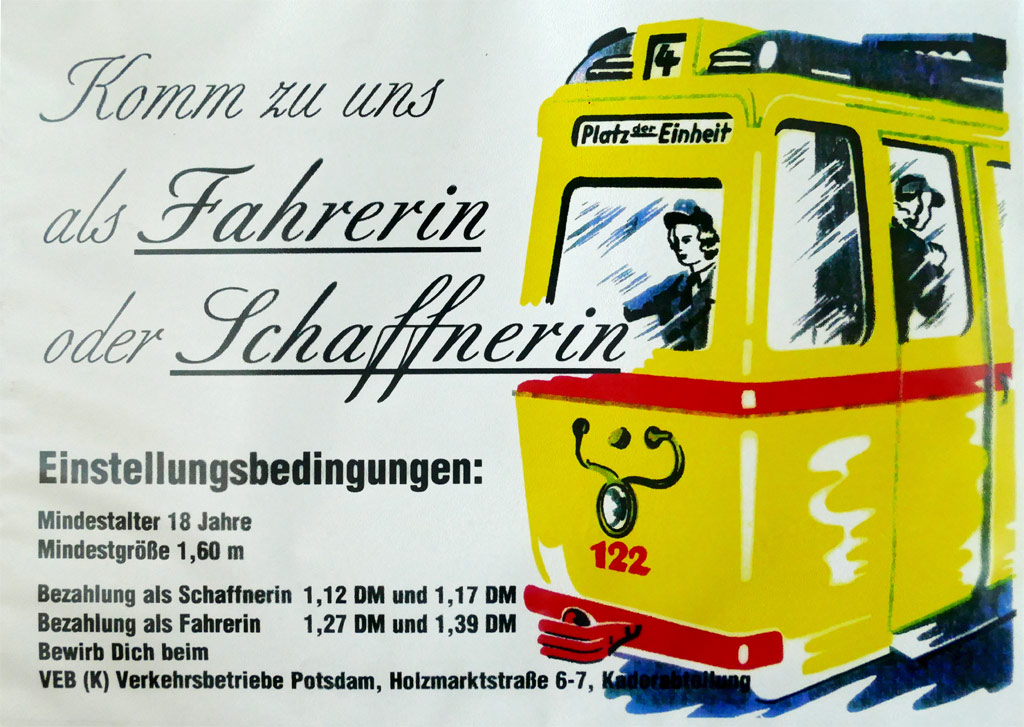 Komm zu uns
als Fahrerin
oder Schaffnerin
4
Platz der Einheit
122
Einstellungsbedingungen:
Mindestalter 18 Jahre
Mindestgröße 1,60 m
Bezahlung als Schaffnerin 1,12 DM und 1,17 DM
Bezahlung als Fahrerin 1,27 DM und 1,39 DM
Bewirb Dich beim
VEB (K) Verkehrsbetriebe Potsdam, Holzmarktstraße 6-7, Kaderabteilung